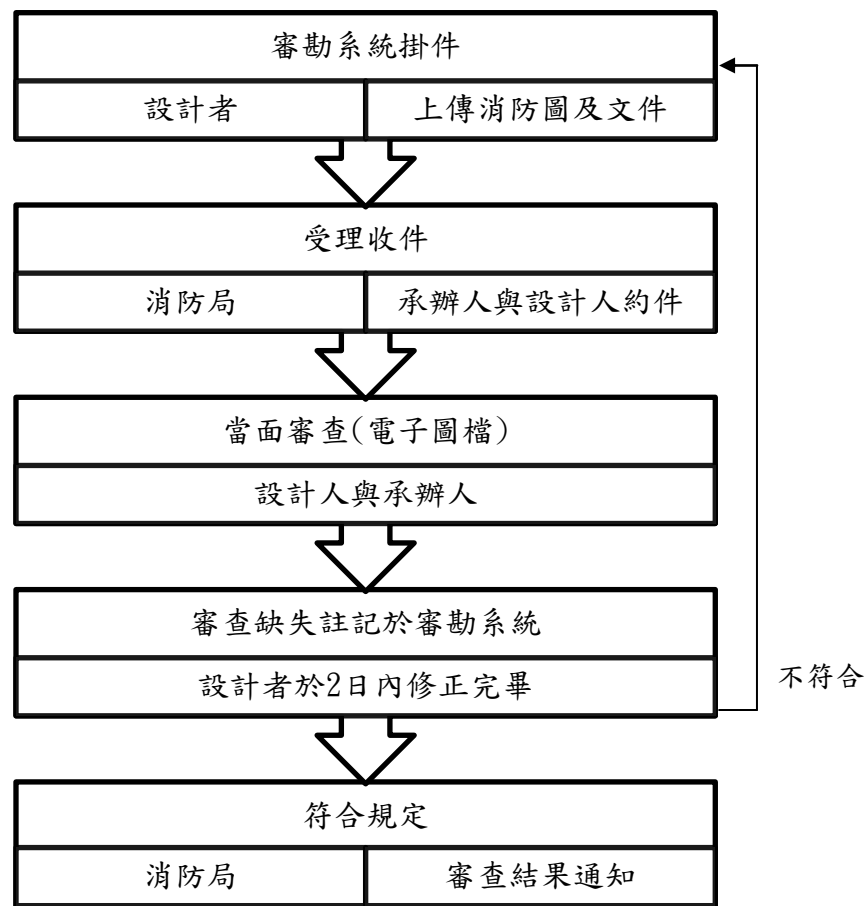 審勘系統掛件
設計者
上傳消防圖及文件
受理收件
消防局
承辦人與設計人約件
當面審查(電子圖檔)
設計人與承辦人
審查缺失註記於審勘系統
設計者於2日內修正完畢
不符合
符合規定
消防局
審查結果通知